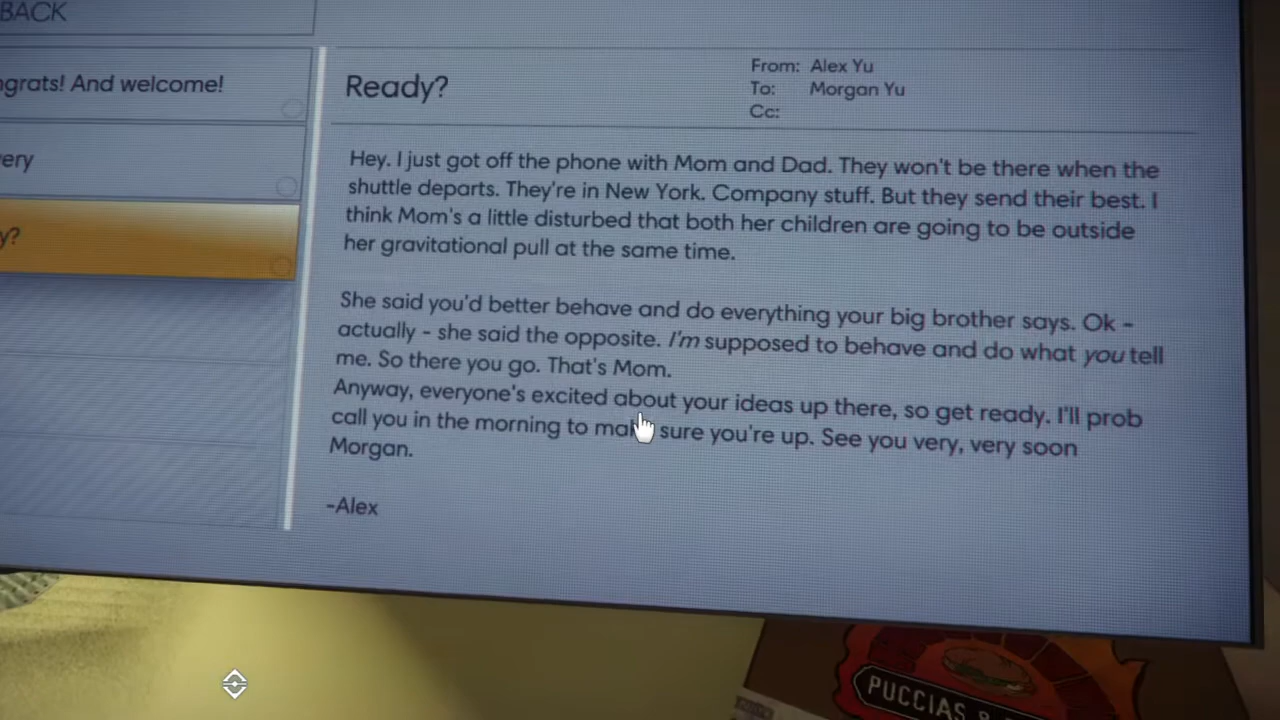 BACK
ngrats! And welcome!
ery
y?
Ready?
From: Alex Yu
To: Morgan Yu
Cc:
Hey. I just got off the phone with Mom and Dad. They won't be there when the
shuttle departs. They're in New York. Company stuff. But they send their best. I
think Mom's a little disturbed that both her children are going to be outside
her gravitational pull at the same time.
She said you'd better behave and do everything your big brother says. Ok -
actually - she said the opposite. I'm supposed to behave and do what you tell
me. So there you go. That's Mom.
Anyway, everyone's excited about your ideas up there, so get ready. I'll prob
call you in the morning to make sure you're up. See you very, very soon
Morgan.
-Alex
PUCCIAS &